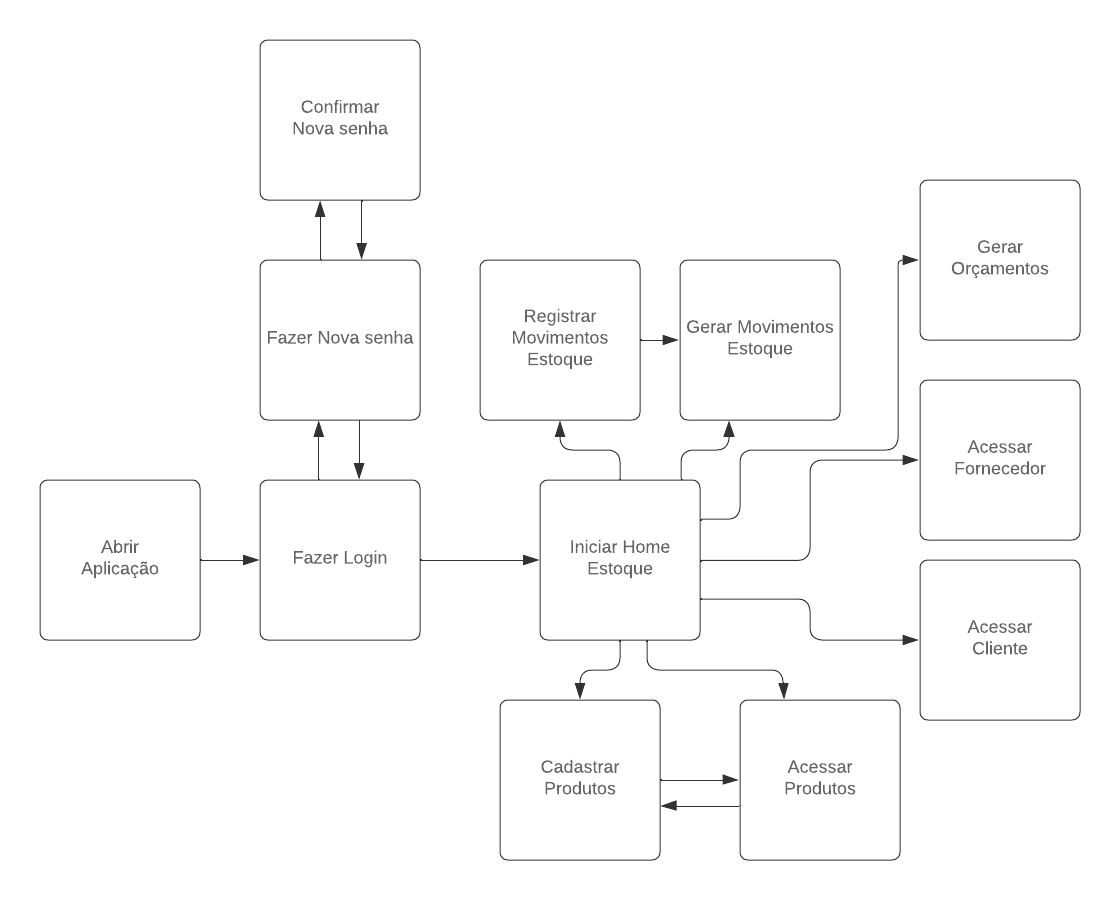 Confirmar
Nova senha
Gerar
Orçamentos
Registrar
Movimentos
Estoque
Gerar Movimentos
Estoque
Fazer Nova senha
Acessar
Fornecedor
Abrir
Aplicação
Fazer Login
Iniciar Home
Estoque
Acessar
Cliente
Cadastrar
Produtos
Acessar
Produtos